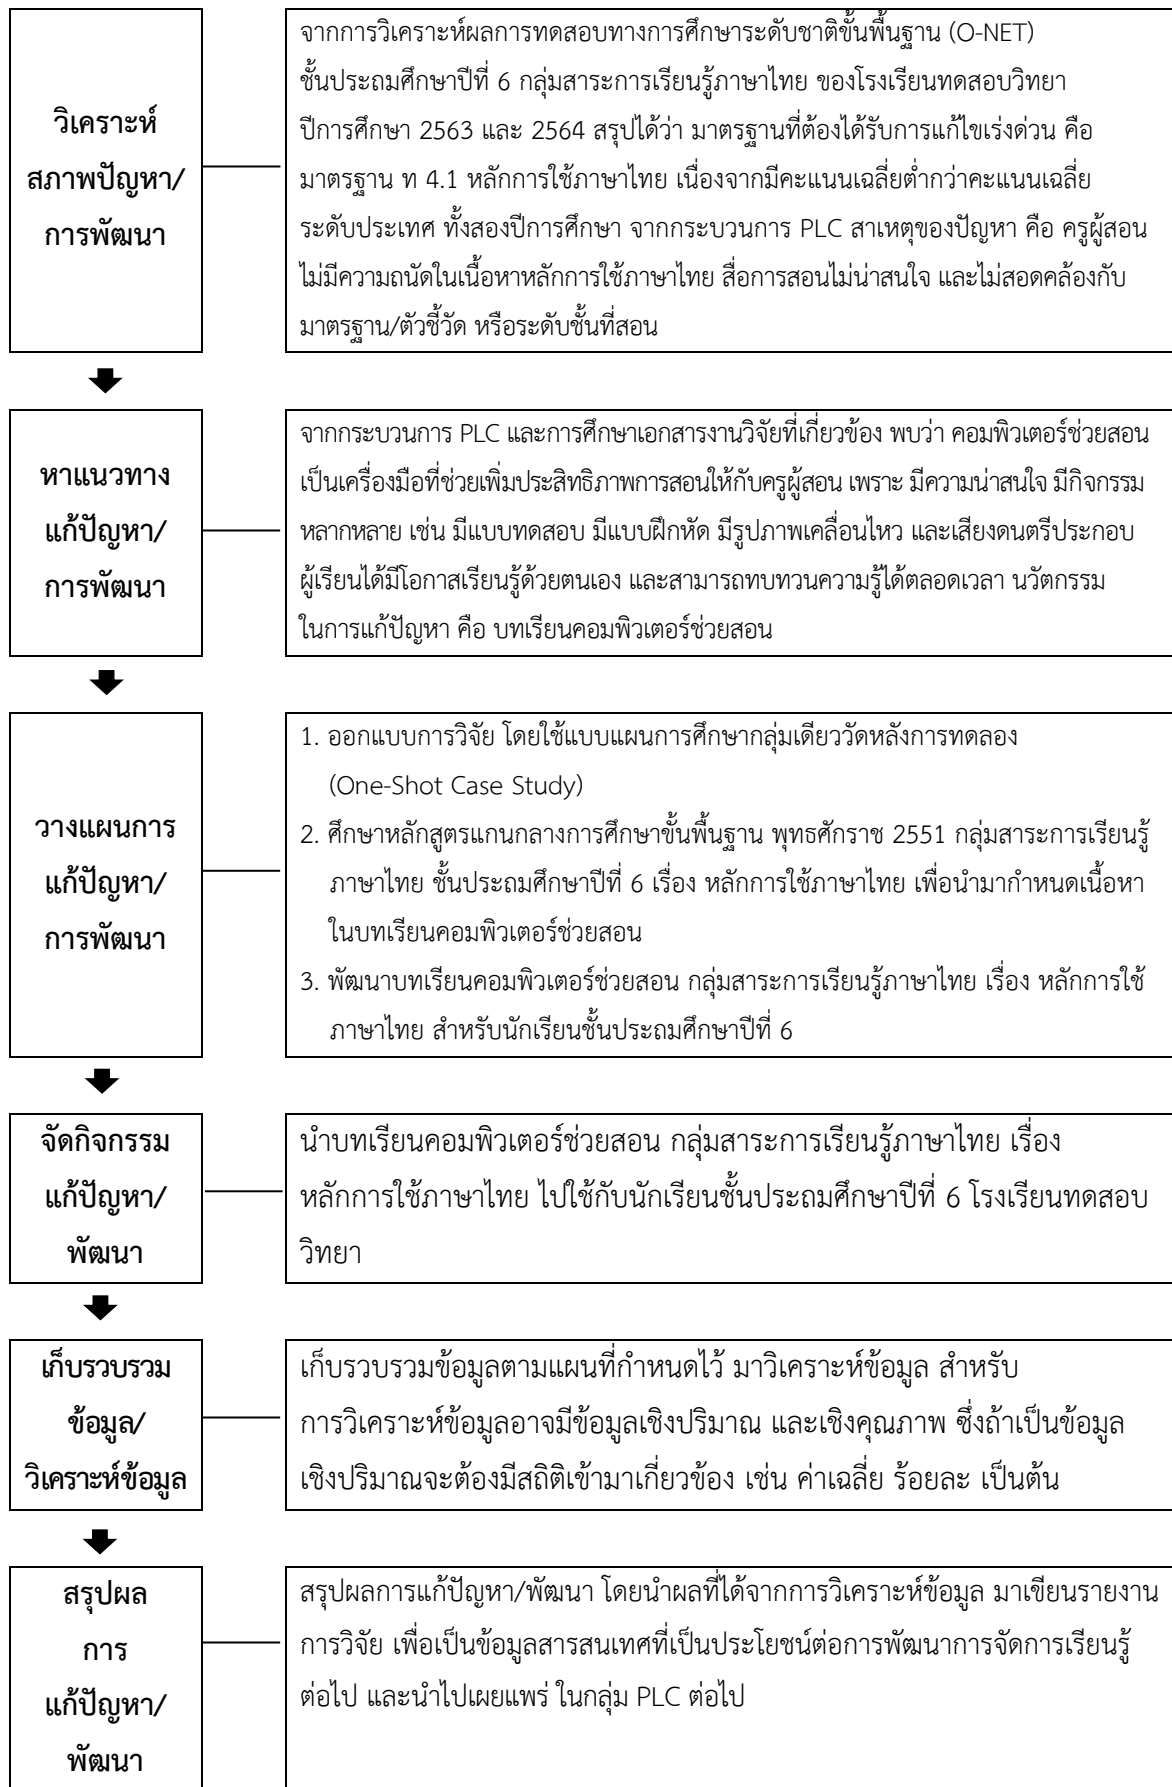 วิเคราะห์
สภาพปัญหา/
การพัฒนา
จากการวิเคราะห์ผลการทดสอบทางการศึกษาระดับชาติขั้นพื้นฐาน (O-NET)
ชั้นประถมศึกษาปีที่ 6 กลุ่มสาระการเรียนรู้ภาษาไทย ของโรงเรียนทดสอบวิทยา
ปีการศึกษา 2563 และ 2564 สรุปได้ว่า มาตรฐานที่ต้องได้รับการแก้ไขเร่งด่วน คือ
มาตรฐาน ท 4.1 หลักการใช้ภาษาไทย เนื่องจากมีคะแนนเฉลี่ยต่ำกว่าคะแนนเฉลี่ย
ระดับประเทศ ทั้งสองปีการศึกษา จากกระบวนการ PLC สาเหตุของปัญหา คือ ครูผู้สอน
ไม่มีความถนัดในเนื้อหาหลักการใช้ภาษาไทย สื่อการสอนไม่น่าสนใจ และไม่สอดคล้องกับ
มาตรฐาน/ตัวชี้วัด หรือระดับชั้นที่สอน
หาแนวทาง
แก้ปัญหา/
การพัฒนา
จากกระบวนการ PLC และการศึกษาเอกสารงานวิจัยที่เกี่ยวข้อง พบว่า คอมพิวเตอร์ช่วยสอน
เป็นเครื่องมือที่ช่วยเพิ่มประสิทธิภาพการสอนให้กับครูผู้สอน เพราะ มีความน่าสนใจ มีกิจกรรม
หลากหลาย เช่น มีแบบทดสอบ มีแบบฝึกหัด มีรูปภาพเคลื่อนไหว และเสียงดนตรีประกอบ
ผู้เรียนได้มีโอกาสเรียนรู้ด้วยตนเอง และสามารถทบทวนความรู้ได้ตลอดเวลา นวัตกรรม
ในการแก้ปัญหา คือ บทเรียนคอมพิวเตอร์ช่วยสอน
วางแผนการ
แก้ปัญหา/
การพัฒนา
1. ออกแบบการวิจัย โดยใช้แบบแผนการศึกษากลุ่มเดียววัดหลังการทดลอง
(One-Shot Case Study)
2. ศึกษาหลักสูตรแกนกลางการศึกษาขั้นพื้นฐาน พุทธศักราช 2551 กลุ่มสาระการเรียนรู้
ภาษาไทย ชั้นประถมศึกษาปีที่ 6 เรื่อง หลักการใช้ภาษาไทย เพื่อนำมากำหนดเนื้อหา
ในบทเรียนคอมพิวเตอร์ช่วยสอน
3. พัฒนาบทเรียนคอมพิวเตอร์ช่วยสอน กลุ่มสาระการเรียนรู้ภาษาไทย เรื่อง หลักการใช้
ภาษาไทย สำหรับนักเรียนชั้นประถมศึกษาปีที่ 6
จัดกิจกรรม
แก้ปัญหา/
พัฒนา
นำบทเรียนคอมพิวเตอร์ช่วยสอน กลุ่มสาระการเรียนรู้ภาษาไทย เรื่อง
หลักการใช้ภาษาไทย ไปใช้กับนักเรียนชั้นประถมศึกษาปีที่ 6 โรงเรียนทดสอบ
วิทยา
เก็บรวบรวม
ข้อมูล/
วิเคราะห์ข้อมูล
เก็บรวบรวมข้อมูลตามแผนที่กำหนดไว้ มาวิเคราะห์ข้อมูล สำหรับ
การวิเคราะห์ข้อมูลอาจมีข้อมูลเชิงปริมาณ และเชิงคุณภาพ ซึ่งถ้าเป็นข้อมูล
เชิงปริมาณจะต้องมีสถิติเข้ามาเกี่ยวข้อง เช่น ค่าเฉลี่ย ร้อยละ เป็นต้น
สรุปผล
การ
แก้ปัญหา/
พัฒนา
สรุปผลการแก้ปัญหา/พัฒนา โดยนำผลที่ได้จากการวิเคราะห์ข้อมูล มาเขียนรายงาน
การวิจัย เพื่อเป็นข้อมูลสารสนเทศที่เป็นประโยชน์ต่อการพัฒนาการจัดการเรียนรู้
ต่อไป และนำไปเผยแพร่ ในกลุ่ม PLC ต่อไป